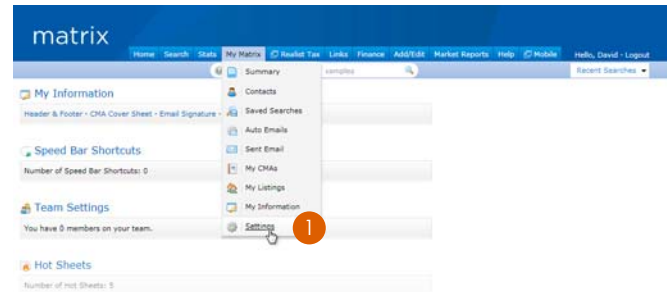 matrix
Home Search Stats My Matrix Realist Tax Links Finance Add/Edit Market Reports Help Mobile Hello, David - Logout
samples
Recent Searches
Summary
My Information
Contacts
Header & Footer - CMA Cover Sheet - Email Signature -
Saved Searches
Auto Emails
Speed Bar Shortcuts
Sent Email
Number of Speed Bar Shortcuts: 0
My CMAs
My Listings
Team Settings
My Information
You have 0 members on your team.
Settings
1
Hot Sheets
Number of Hot Sheets: 5